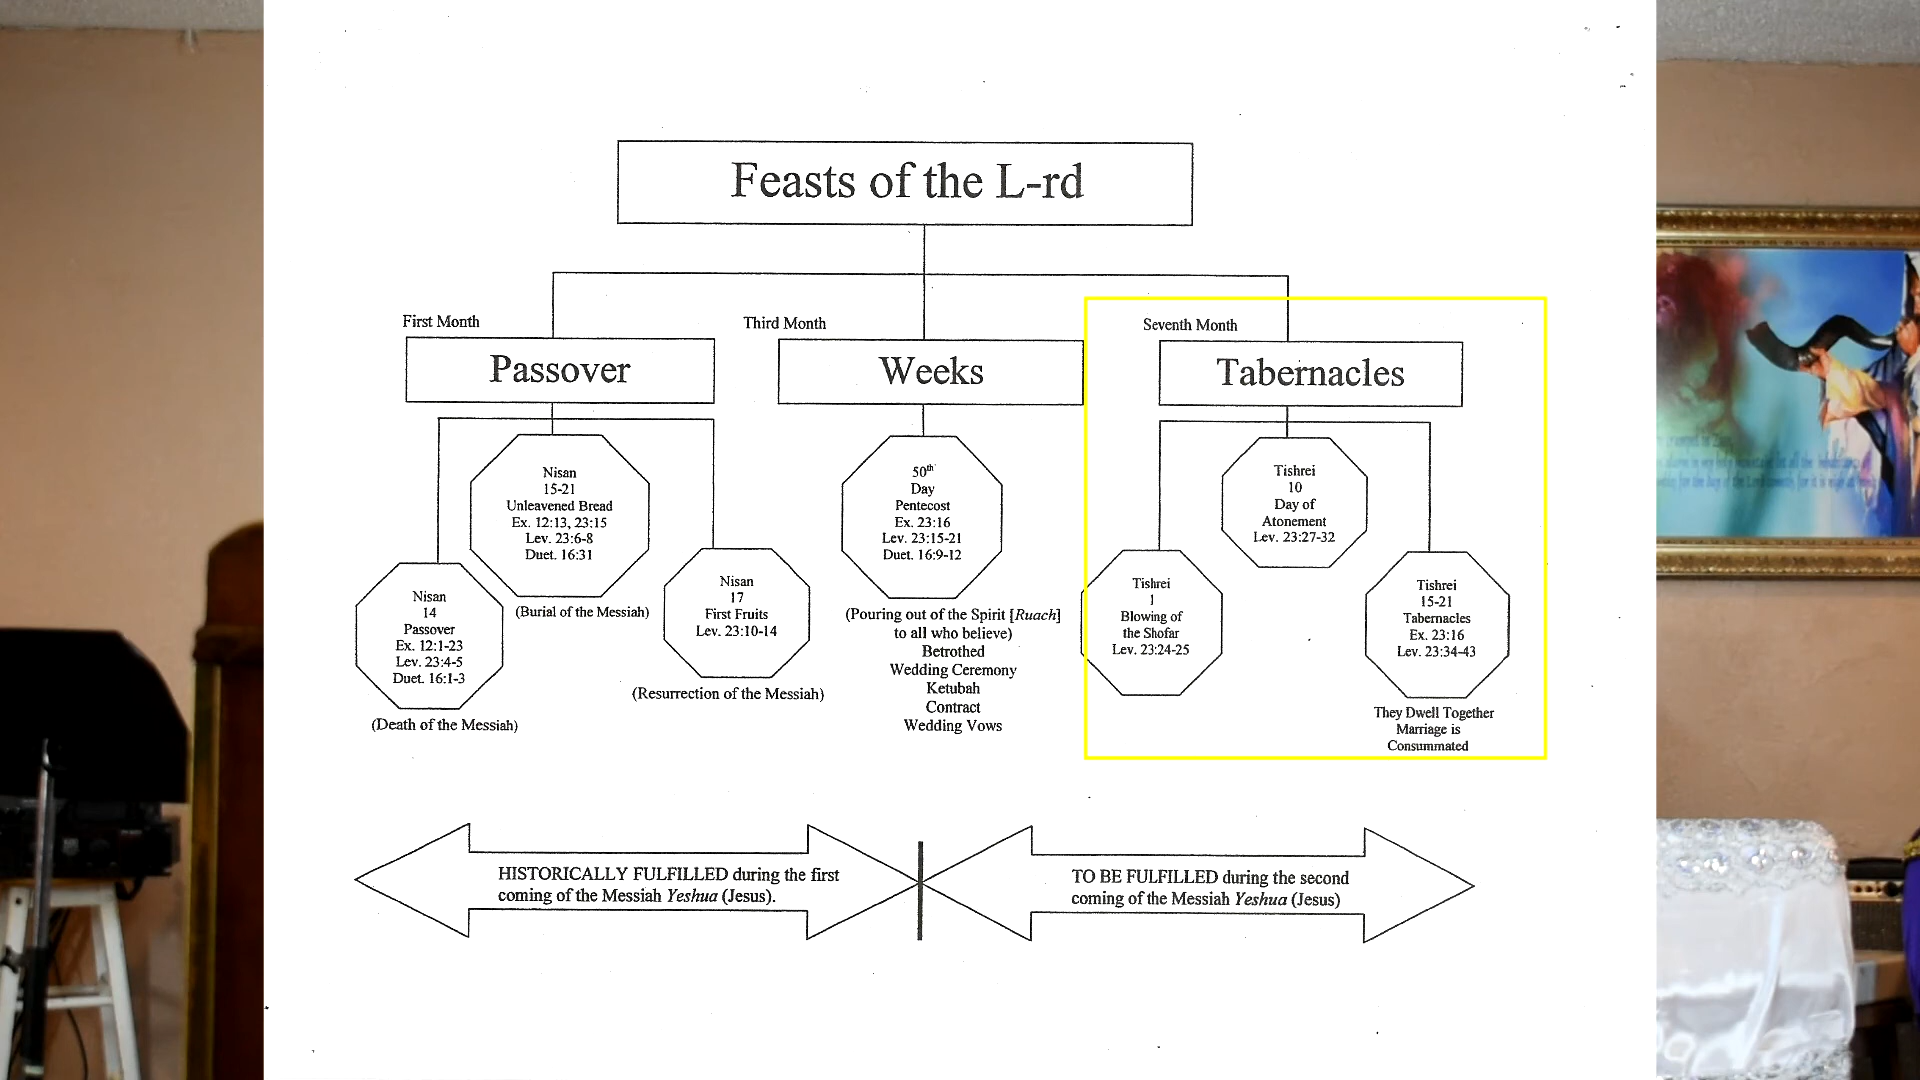 Feasts of the L-rd
First Month
Passover
Nisan
14
Passover
Ex. 12:1-23
Lev. 23:4-5
Duet. 16:1-3
(Death of the Messiah)
Nisan
15-21
Unleavened Bread
Ex. 12:13, 23:15
Lev. 23:6-8
Duet. 16:31
(Burial of the Messiah)
Nisan
17
First Fruits
Lev. 23:10-14
(Resurrection of the Messiah)
Third Month
Weeks
50th
Day
Pentecost
Ex. 23:16
Lev. 23:15-21
Duet. 16:9-12
(Pouring out of the Spirit [Ruach]
to all who believe)
Betrothed
Wedding Ceremony
Ketubah
Contract
Wedding Vows
Seventh Month
Tabernacles
Tishrei
1
Blowing of
the Shofar
Lev. 23:24-25
Tishrei
10
Day of
Atonement
Lev. 23:27-32
Tishrei
15-21
Tabernacles
Ex. 23:16
Lev. 23:34-43
They Dwell Together
Marriage is
Consummated
HISTORICALLY FULFILLED during the first
coming of the Messiah Yeshua (Jesus).
TO BE FULFILLED during the second
coming of the Messiah Yeshua (Jesus)